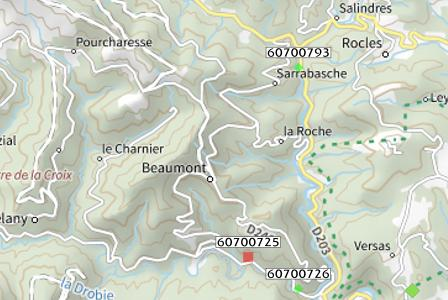 Salindres
Pourcharesse
Rocles
60700793
Sarrabasche
Ley
la Roche
zial
le Charnier
Beaumont
rre de la Croix
elany
D203
60700725
Versas
60700726
la Drobie